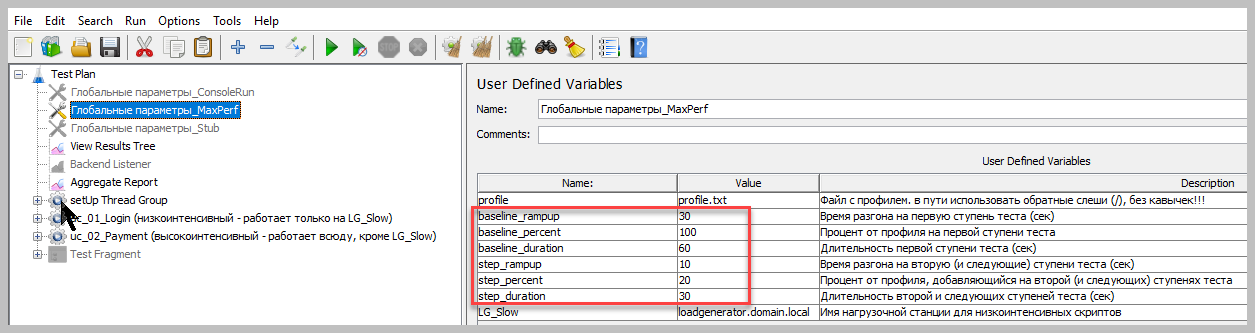 File Edit Search Run Options Tools Help
STOP
Test Plan
Глобальные параметры_ConsoleRun
Глобальные параметры_MaxPerf
Глобальные параметры_Stub
View Results Tree
Backend Listener
Aggregate Report
setUp Thread Group
uc_01_Login (низкоинтенсивный - работает только на LG_Slow)
uc_02_Payment (высокоинтенсивный - работает всюду, кроме LG_Slow)
Test Fragment
User Defined Variables
Name: Глобальные параметры_MaxPerf
Comments:
User Defined Variables
Name: Value Description
profile profile.txt Файл с профилем. в пути использовать обратные слеши (/), без кавычек!!!
baseline_rampup 30 Время разгона на первую ступень теста (сек)
baseline_percent 100 Процент от профиля на первой ступени теста
baseline_duration 60 Длительность первой ступени теста (сек)
step_rampup 10 Время разгона на вторую (и следующие) ступени теста (сек)
step_percent 20 Процент от профиля, добавляющийся на второй (и следующих) ступенях теста
step_duration 30 Длительность второй и следующих ступеней теста (сек)
LG_Slow loadgenerator.domain.local Имя нагрузочной станции для низкоинтенсивных скриптов